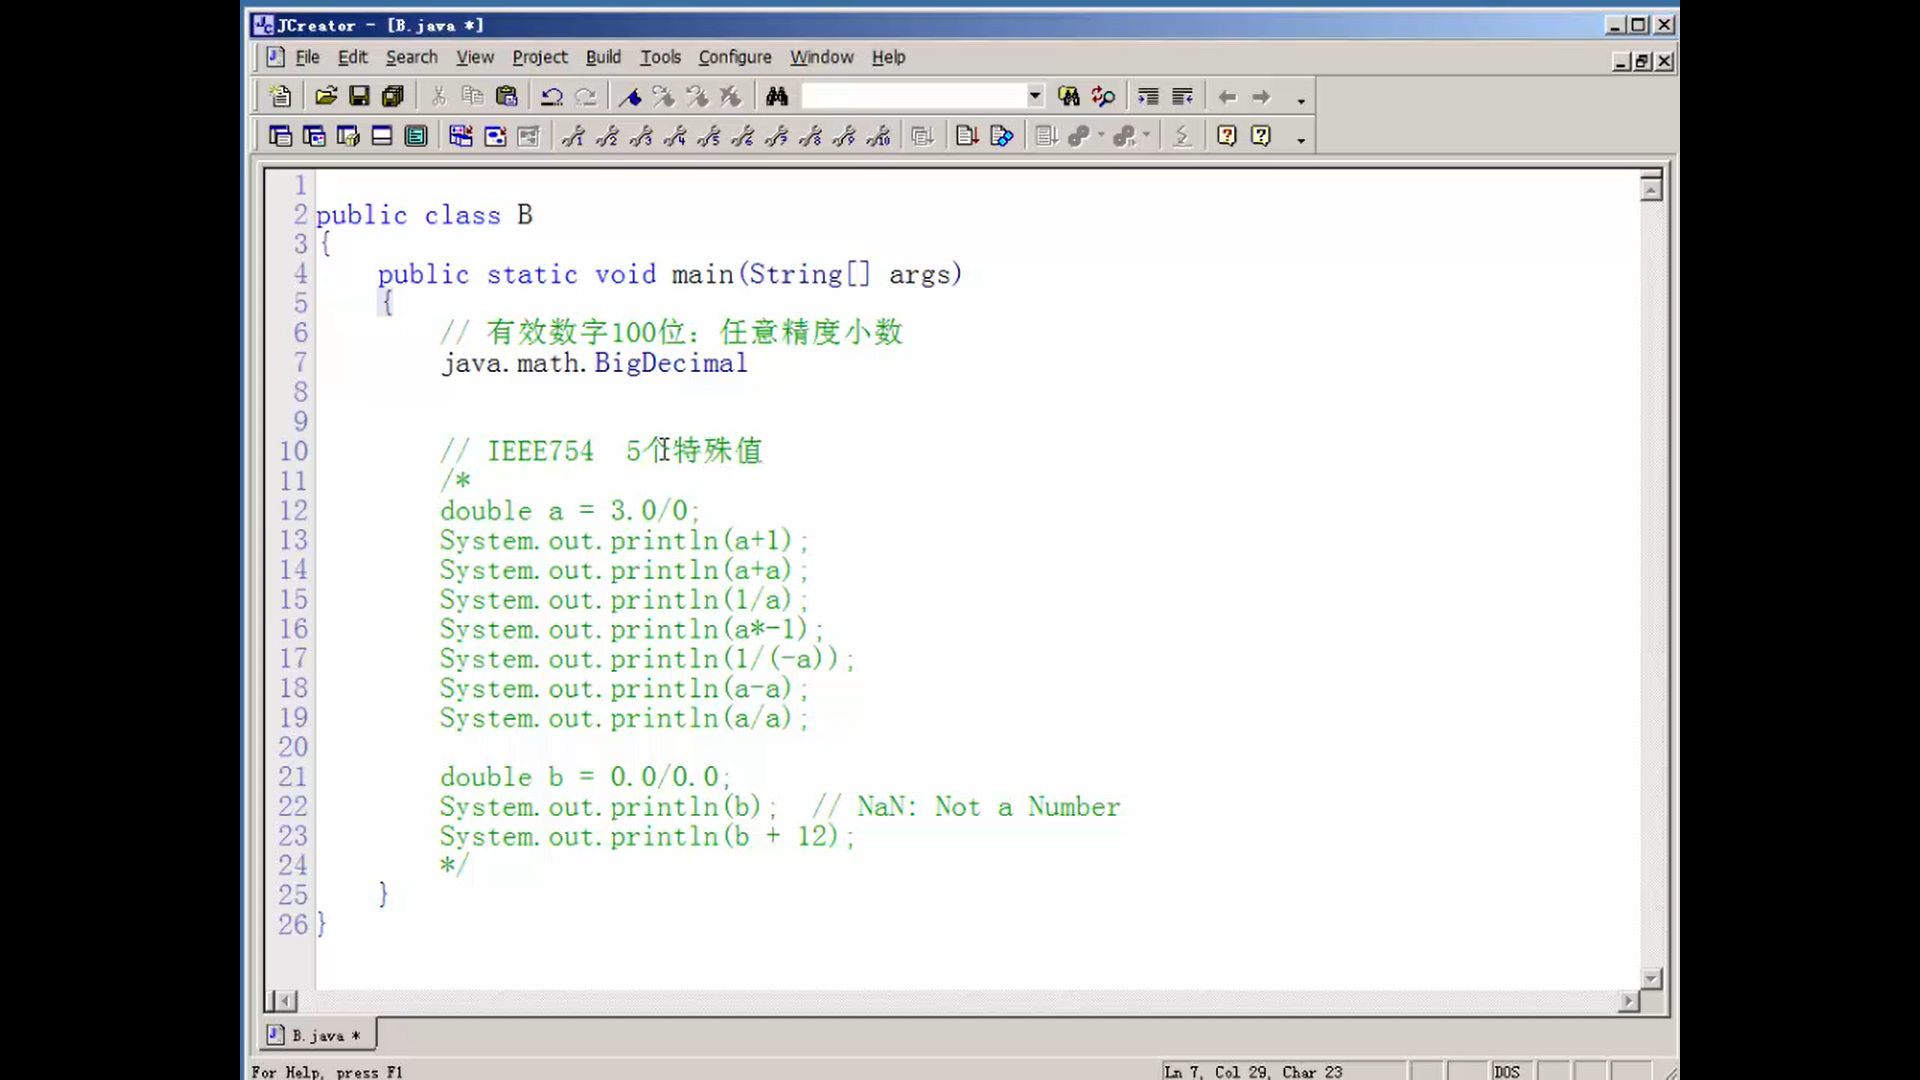 JCreator - [B.java *]
File Edit Search View Project Build Tools Configure Window Help
1
2 public class B
3 {
4 public static void main(String[] args)
5 {
6 // 有效数字100位: 任意精度小数
7 java.math.BigDecimal
8
9
10 // IEEE754 5个特殊值
11 /*
12 double a = 3.0/0;
13 System.out.println(a+1);
14 System.out.println(a+a);
15 System.out.println(1/a);
16 System.out.println(a*-1);
17 System.out.println(1/(-a));
18 System.out.println(a-a);
19 System.out.println(a/a);
20
21 double b = 0.0/0.0;
22 System.out.println(b); // NaN: Not a Number
23 System.out.println(b + 12);
24 */
25 }
26 }
B.java *
For Help, press F1 Ln 7, Col 29, Char 23 DOS